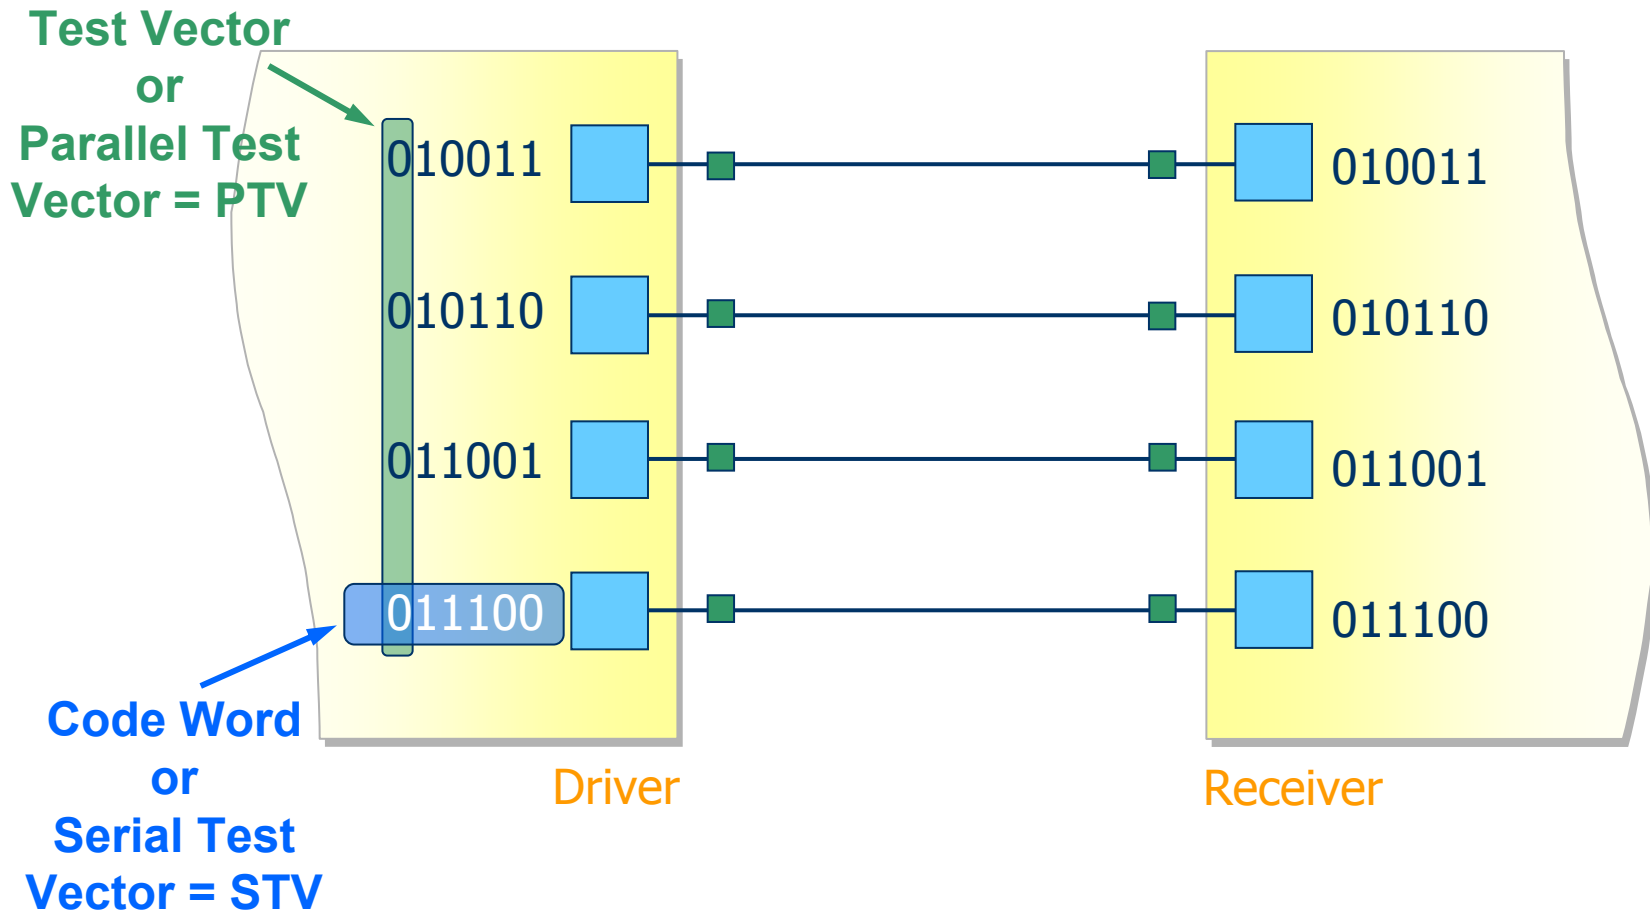 Test Vector
or
Parallel Test
Vector = PTV
010011
010011
010110
010110
011001
011001
011100
011100
Code Word
or
Serial Test
Vector = STV
Driver
Receiver